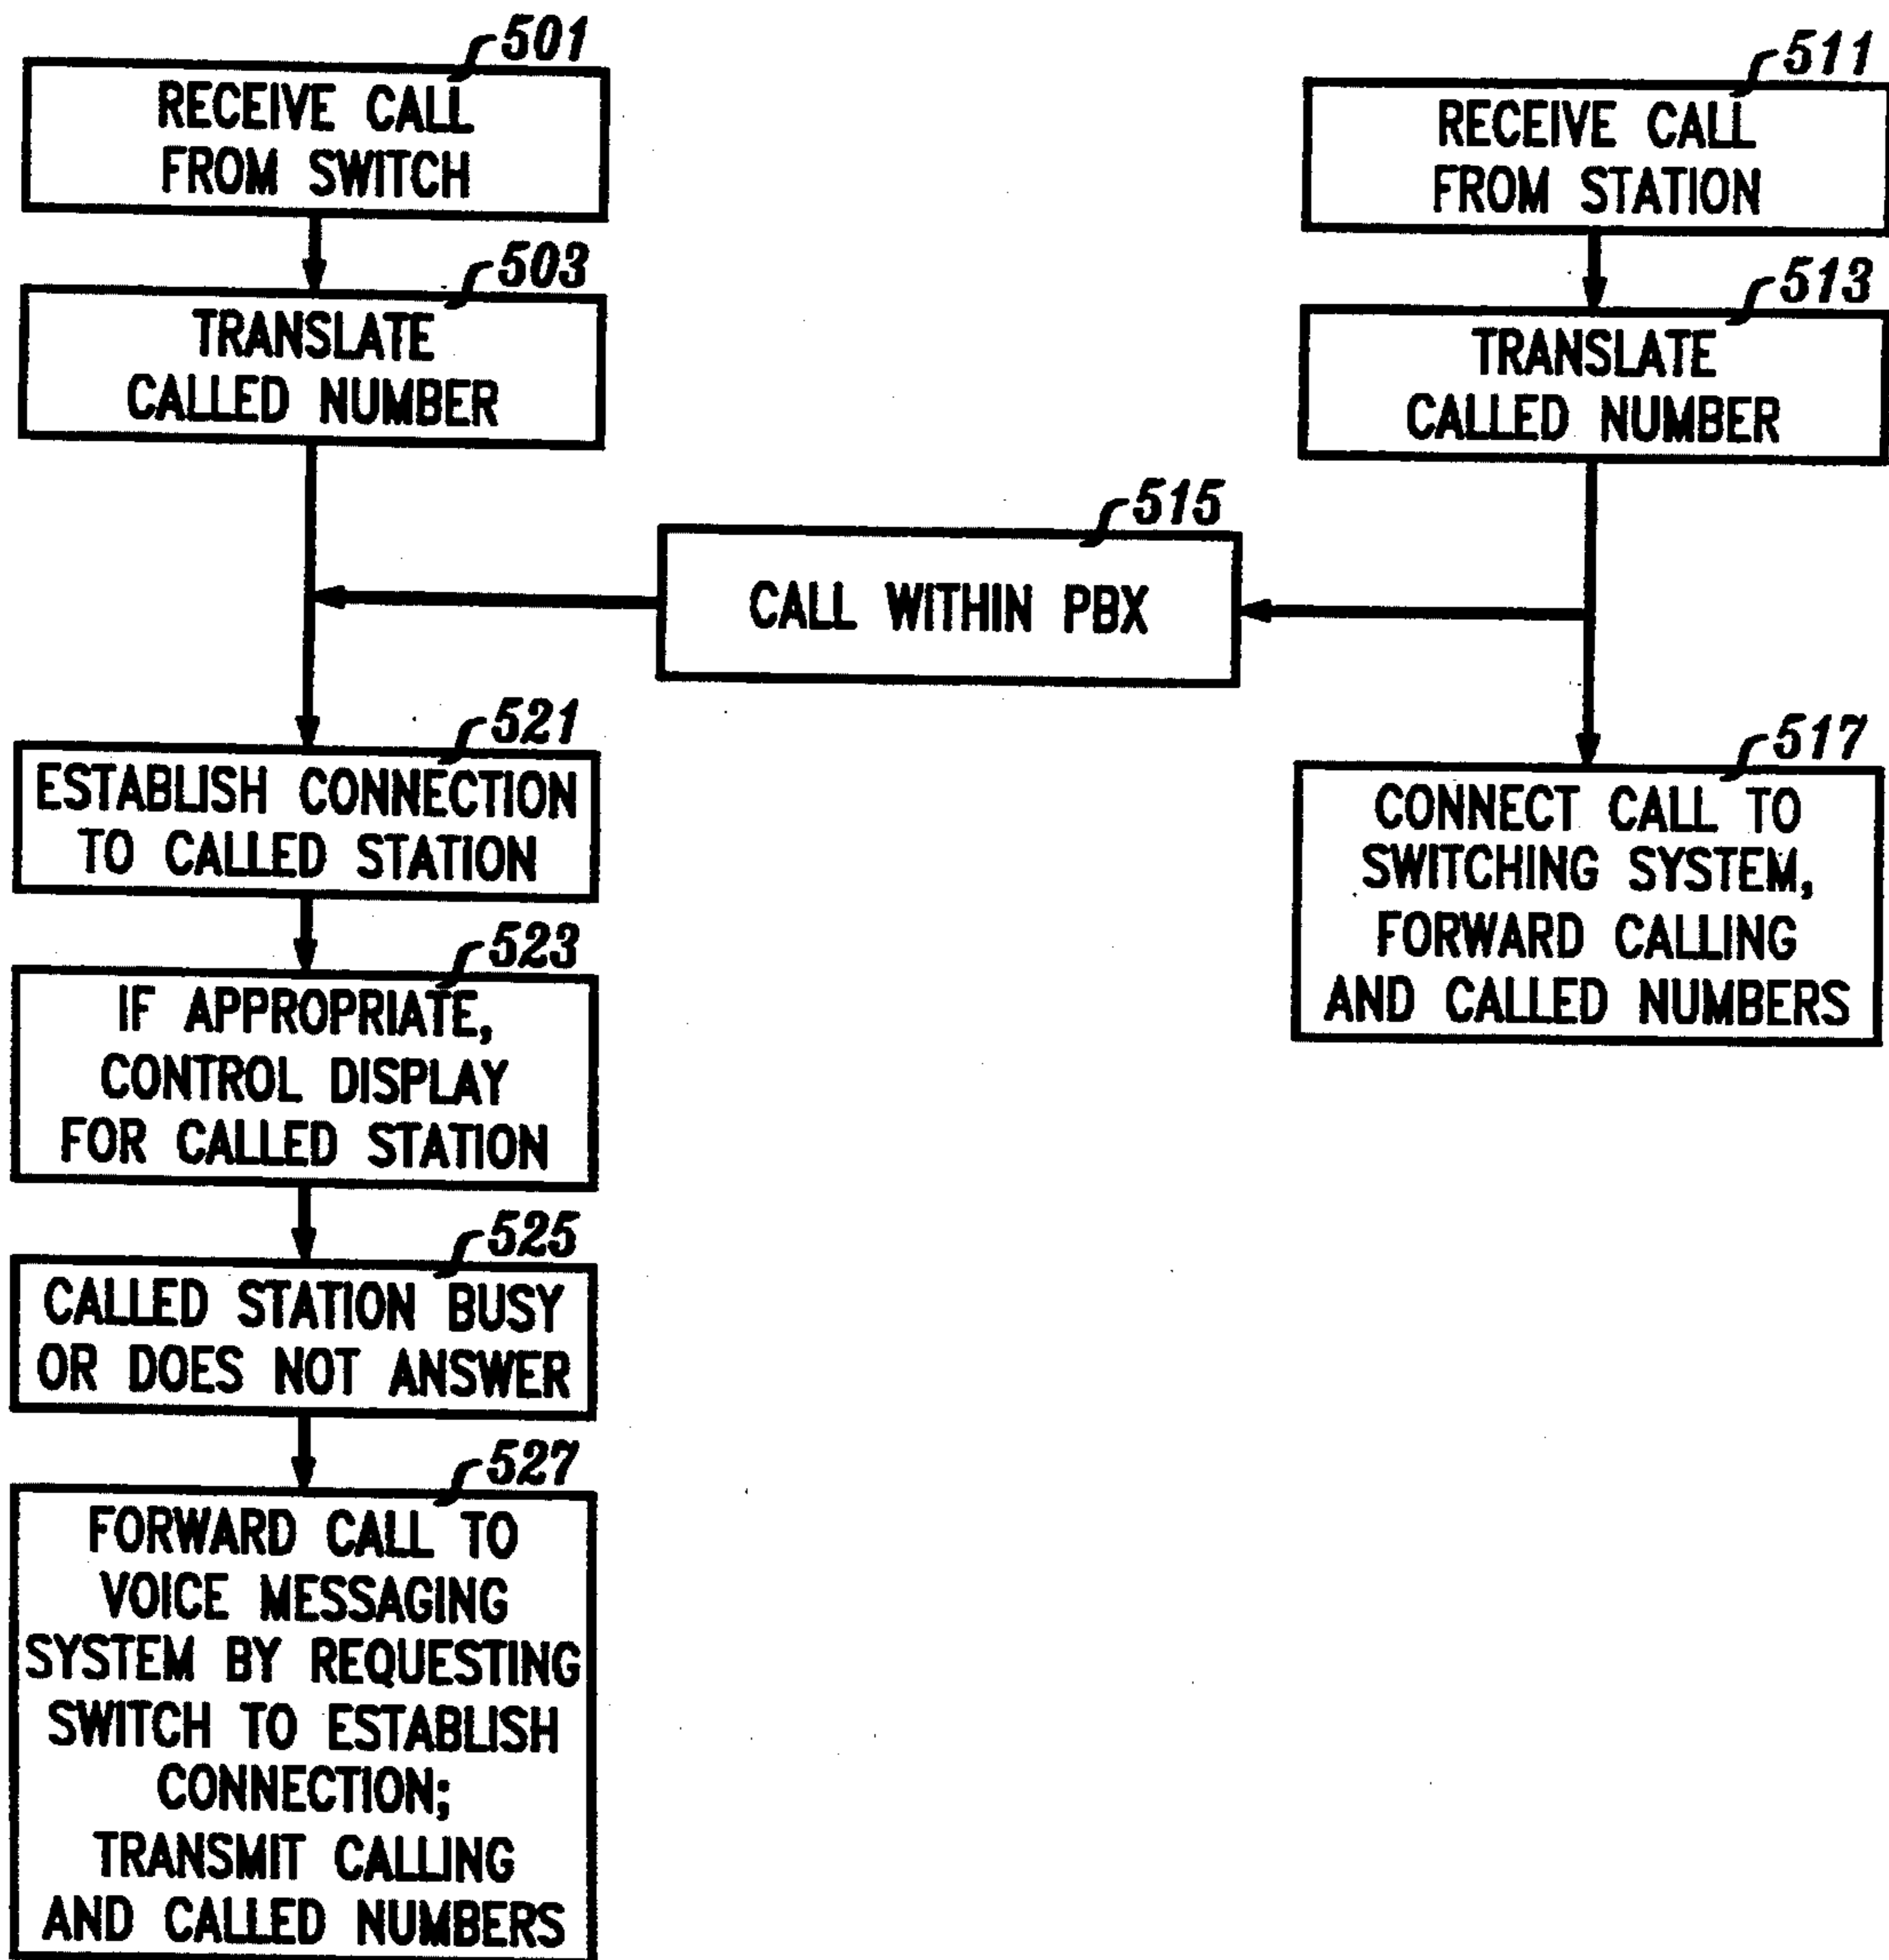 501
RECEIVE CALL
FROM SWITCH
503
TRANSLATE
CALLED NUMBER
511
RECEIVE CALL
FROM STATION
513
TRANSLATE
CALLED NUMBER
515
CALL WITHIN PBX
517
CONNECT CALL TO
SWITCHING SYSTEM,
FORWARD CALLING
AND CALLED NUMBERS
521
ESTABLISH CONNECTION
TO CALLED STATION
523
IF APPROPRIATE,
CONTROL DISPLAY
FOR CALLED STATION
525
CALLED STATION BUSY
OR DOES NOT ANSWER
527
FORWARD CALL TO
VOICE MESSAGING
SYSTEM BY REQUESTING
SWITCH TO ESTABLISH
CONNECTION;
TRANSMIT CALLING
AND CALLED NUMBERS